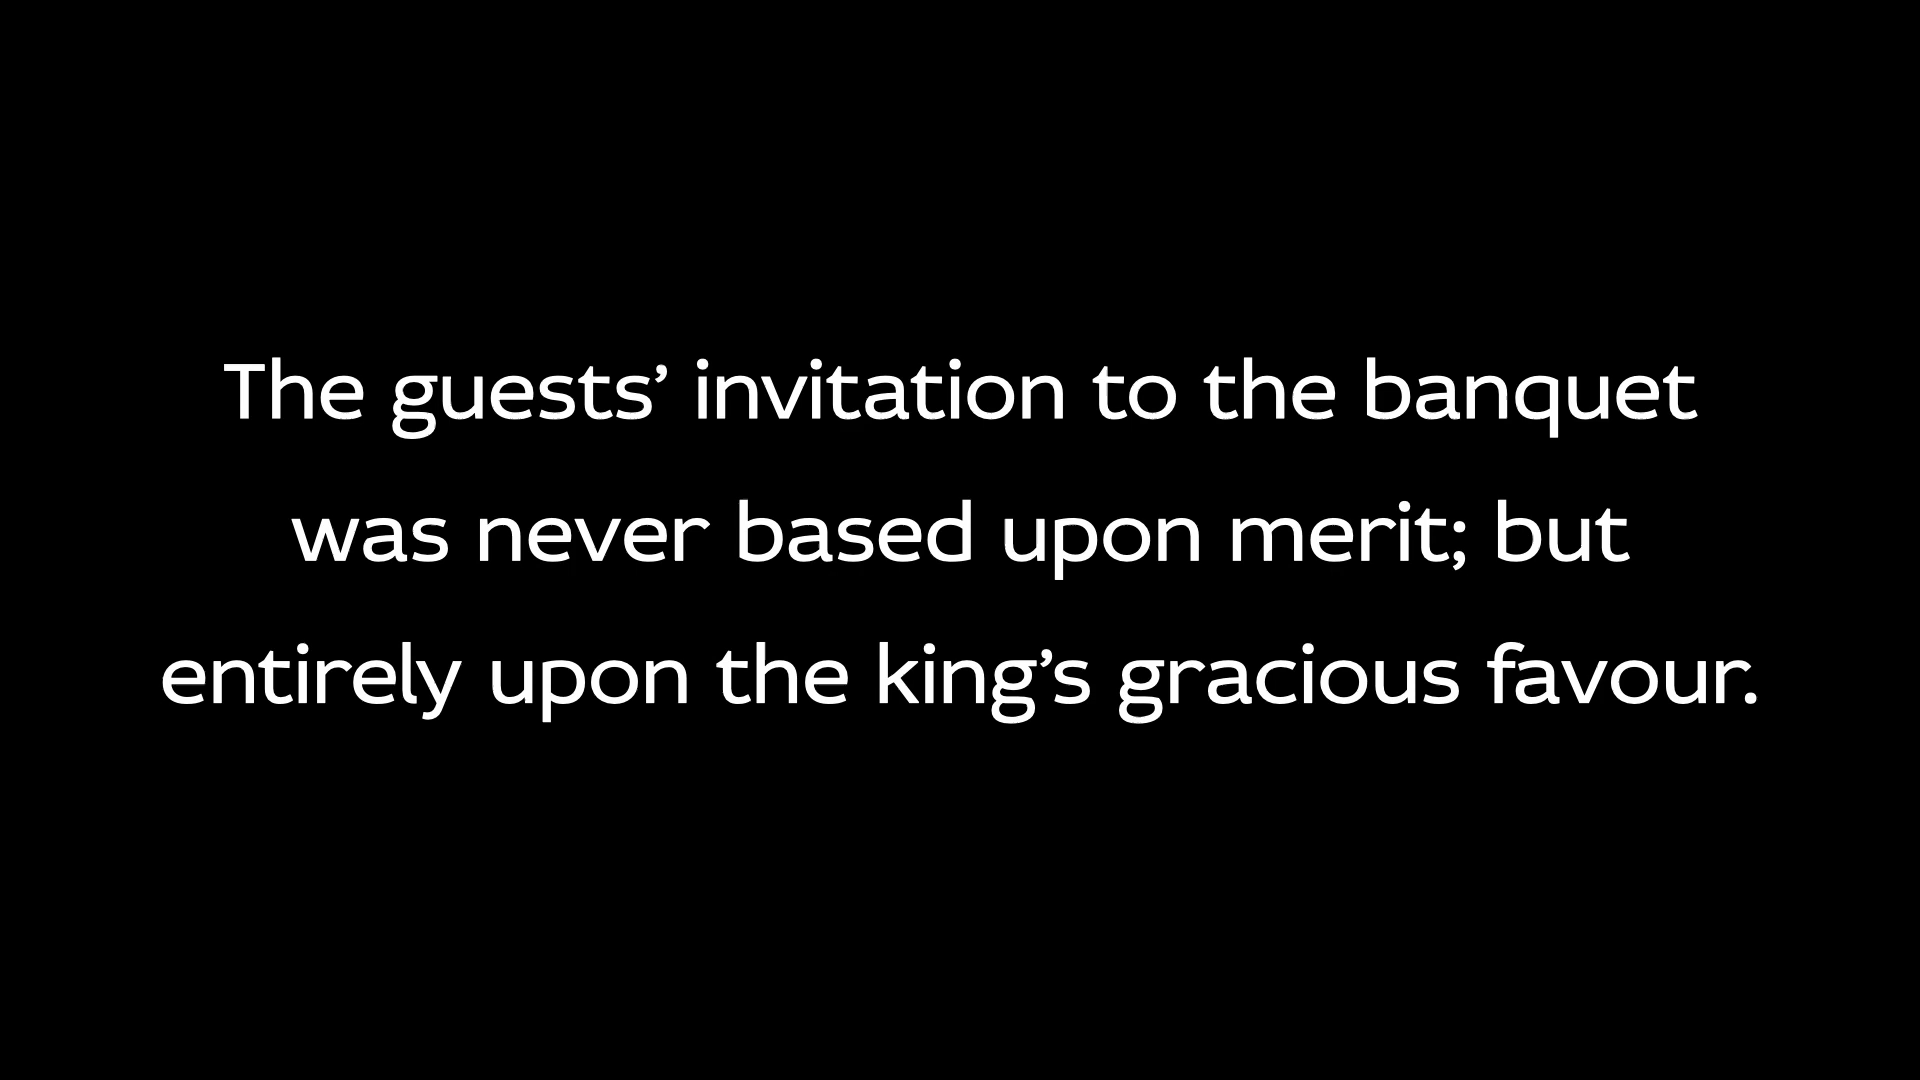 The guests’ invitation to the banquet
was never based upon merit; but
entirely upon the king’s gracious favour.